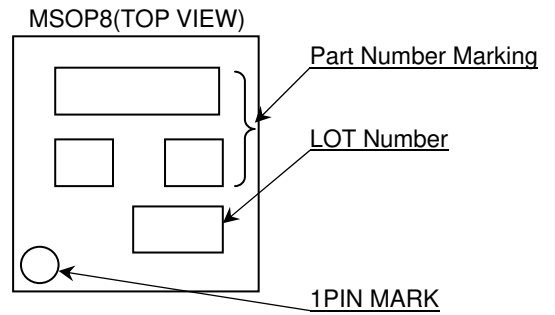 MSOP8(TOP VIEW)
Part Number Marking
LOT Number
1PIN MARK